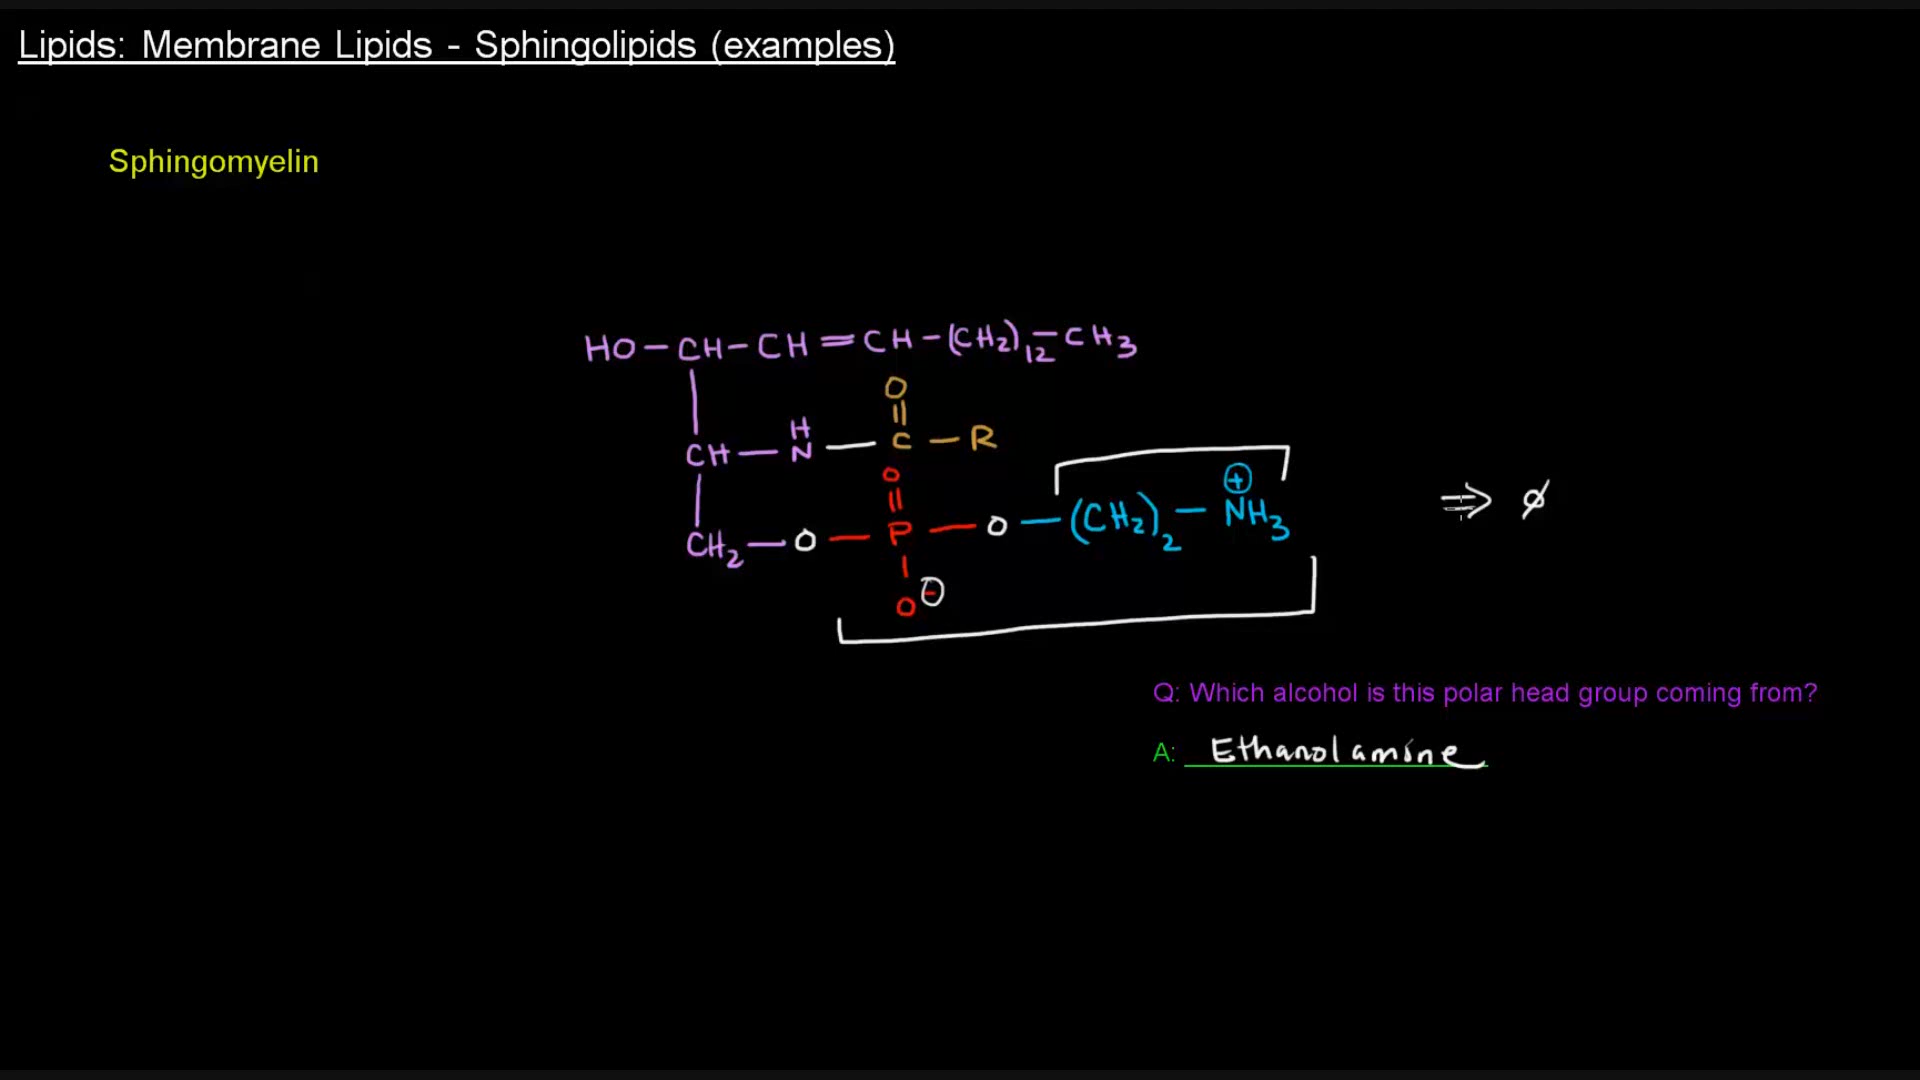 Lipids: Membrane Lipids - Sphingolipids (examples)
Sphingomyelin
HO-CH-CH=CH-(CH2)12-CH3
O
H
CH-N-C-R
O
⊕
CH2-O-P-O-(CH2)2-NH3
O⊖
⇒ ∅
Q: Which alcohol is this polar head group coming from?
A: Ethanolamine